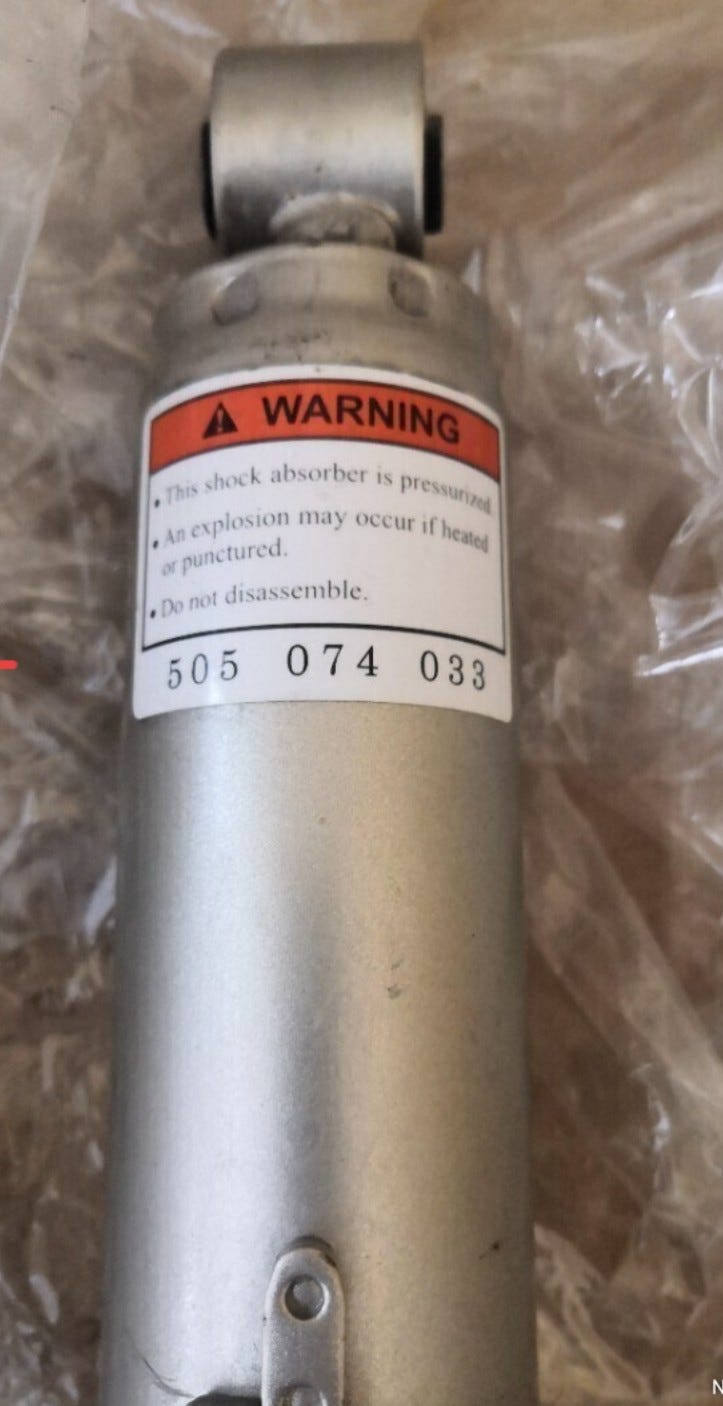 WARNING
• This shock absorber is pressurized.
• An explosion may occur if heated
or punctured.
• Do not disassemble.
505 074 033
N